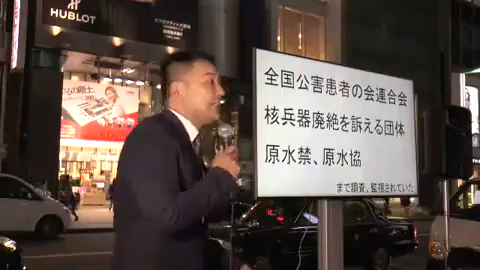 HUBLOT
全国公害患者の会連合会
核兵器廃絶を訴える団体
原水禁、原水協
まで調査、監視されていた